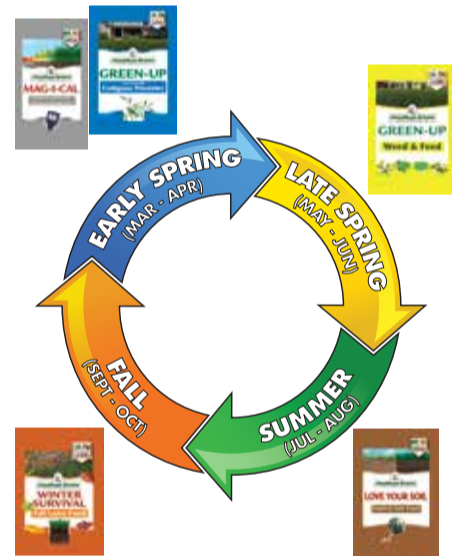 MAG-I-CAL
GREEN-UP
Crabgrass Preventer
GREEN-UP
Weed & Feed
EARLY SPRING
(MAR - APR)
LATE SPRING
(MAY - JUN)
SUMMER
(JUL - AUG)
FALL
(SEPT - OCT)
WINTER
SURVIVAL
Fall Lawn Food
LOVE YOUR SOIL